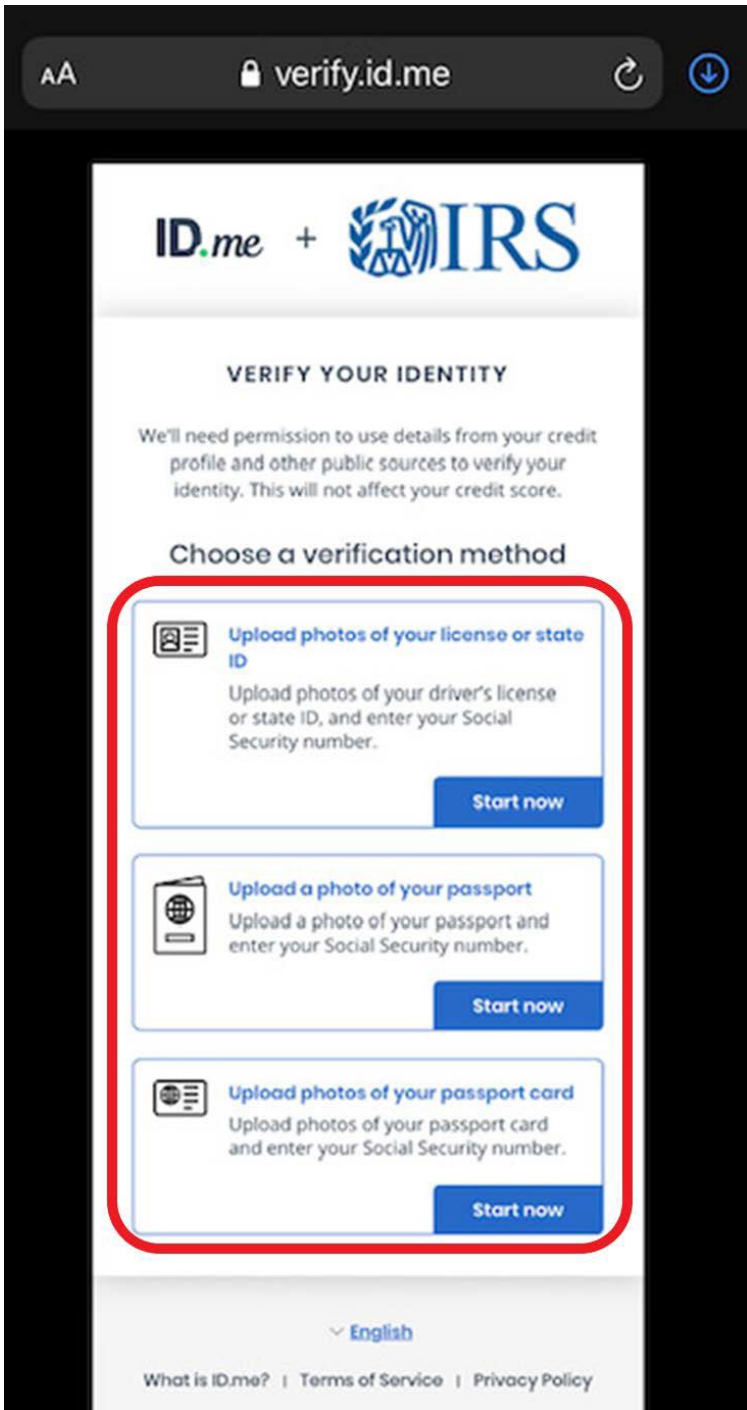 AA verify.id.me
ID.me + IRS
VERIFY YOUR IDENTITY
We'll need permission to use details from your credit
profile and other public sources to verify your
identity. This will not affect your credit score.
Choose a verification method
Upload photos of your license or state
ID
Upload photos of your driver's license
or state ID, and enter your Social
Security number.
Start now
Upload a photo of your passport
Upload a photo of your passport and
enter your Social Security number.
Start now
Upload photos of your passport card
Upload photos of your passport card
and enter your Social Security number.
Start now
English
What is ID.me? | Terms of Service | Privacy Policy